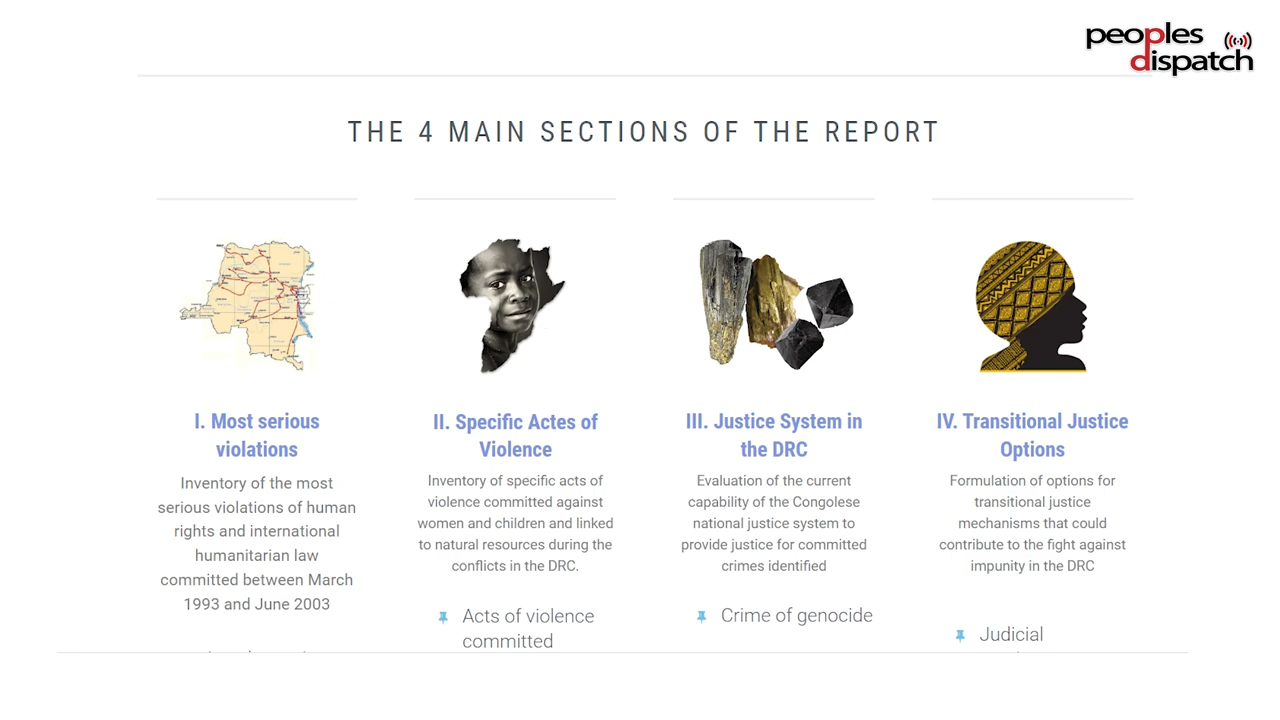 peoples
dispatch
THE 4 MAIN SECTIONS OF THE REPORT
I. Most serious
violations
Inventory of the most
serious violations of human
rights and international
humanitarian law
committed between March
1993 and June 2003
II. Specific Actes of
Violence
Inventory of specific acts of
violence committed against
women and children and linked
to natural resources during the
conflicts in the DRC.
Acts of violence
committed
III. Justice System in
the DRC
Evaluation of the current
capability of the Congolese
national justice system to
provide justice for committed
crimes identified
Crime of genocide
IV. Transitional Justice
Options
Formulation of options for
transitional justice
mechanisms that could
contribute to the fight against
impunity in the DRC
Judicial